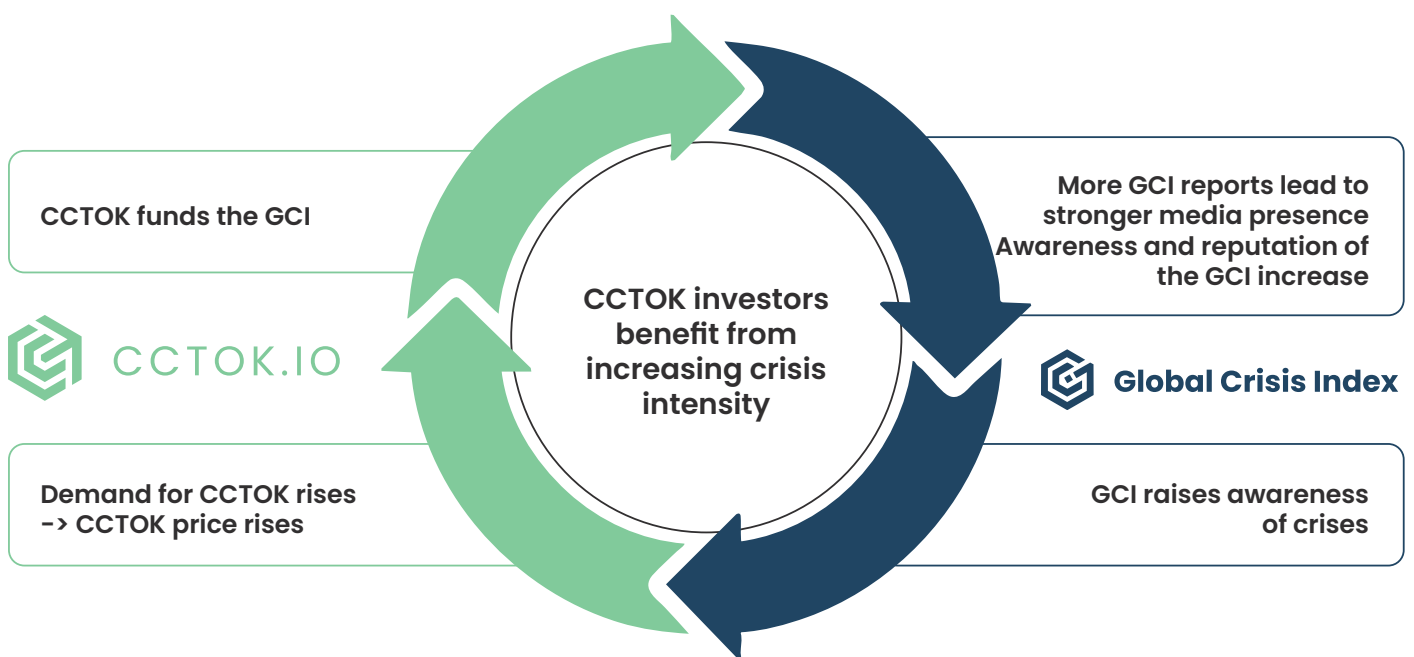 CCTOK funds the GCI
CCTOK.IO
Demand for CCTOK rises
-> CCTOK price rises
CCTOK investors
benefit from
increasing crisis
intensity
More GCI reports lead to
stronger media presence
Awareness and reputation of
the GCI increase
Global Crisis Index
GCI raises awareness
of crises